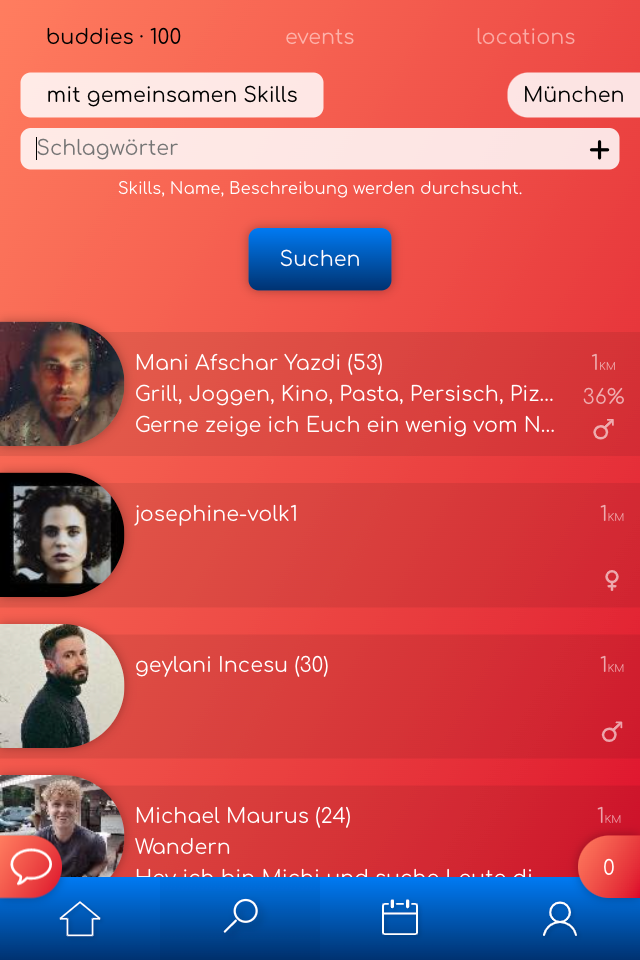 buddies · 100
events
locations
mit gemeinsamen Skills
München
Schlagwörter
Skills, Name, Beschreibung werden durchsucht.
Suchen
Mani Afschar Yazdi (53)
1KM
Grill, Joggen, Kino, Pasta, Persisch, Piz...
36%
Gerne zeige ich Euch ein wenig vom N...
josephine-volk1
1KM
geylani Incesu (30)
1KM
Michael Maurus (24)
1KM
Wandern
Hey ich bin Michi und suche Leute di...
0